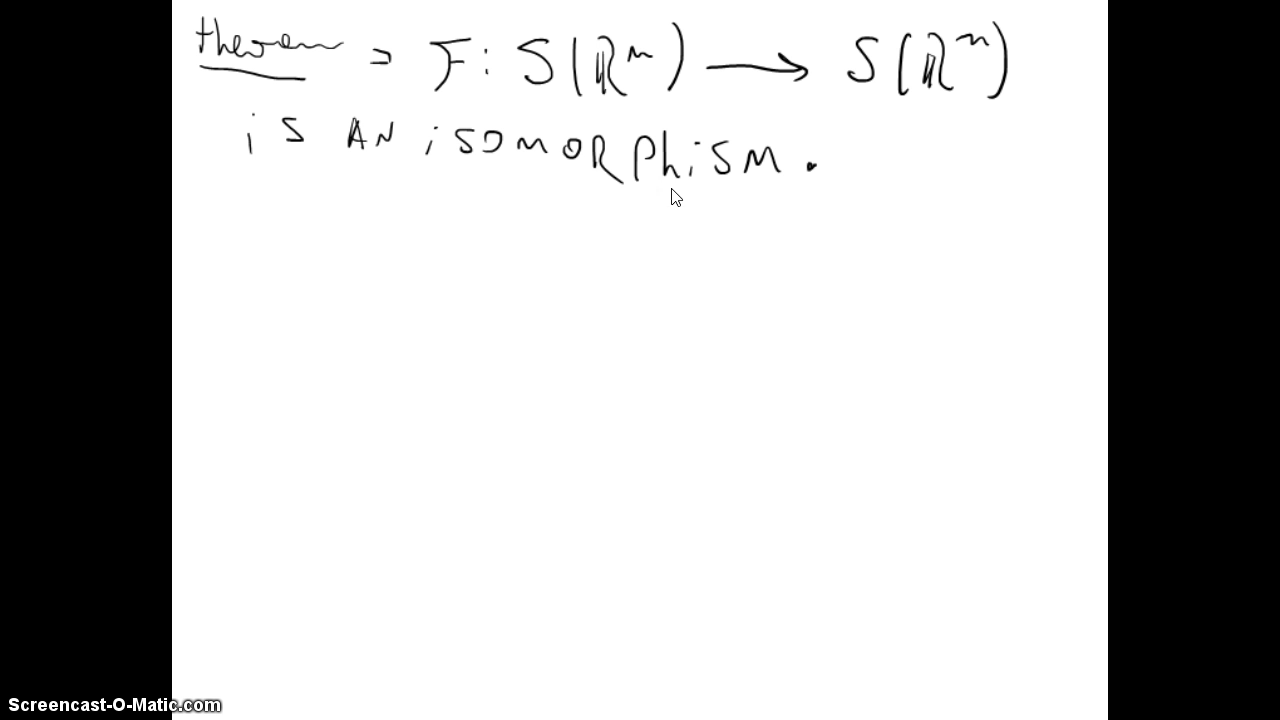 theorem = F : S(ℝⁿ) ⟶ S(ℝⁿ)
is AN isomorphism.
Screencast-O-Matic.com